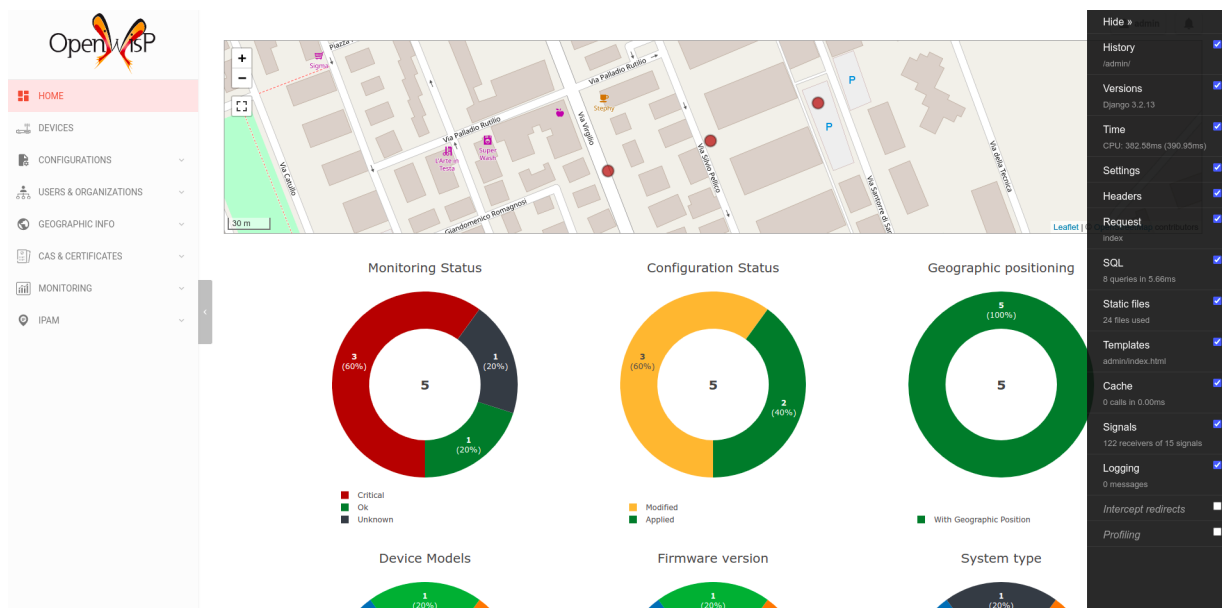 OpenWISP
HOME
DEVICES
CONFIGURATIONS
USERS & ORGANIZATIONS
GEOGRAPHIC INFO
CAS & CERTIFICATES
MONITORING
IPAM
+
−
30 m
Sigma
Via Palladio Rutilio
Via Palladio Rutilio
Stephy
L'Arte in
Testa
Super
Wash
Via Catullo
Via Virgilio
Via Silvio Pellico
Giandomenico Romagnosi
Via Santorre di
Via della Tecnica
P
P
Leaflet |
contributors
Monitoring Status
3
(60%)
1
(20%)
1
(20%)
5
Critical
Ok
Unknown
Configuration Status
3
(60%)
2
(40%)
5
Modified
Applied
Geographic positioning
5
(100%)
5
With Geographic Position
Device Models
1
(20%)
Firmware version
1
(20%)
System type
1
(20%)
Hide »
admin
History
/admin/
Versions
Django 3.2.13
Time
CPU: 382.58ms (390.95ms)
Settings
Headers
Request
index
SQL
8 queries in 5.66ms
Static files
24 files used
Templates
admin/index.html
Cache
0 calls in 0.00ms
Signals
122 receivers of 15 signals
Logging
0 messages
Intercept redirects
Profiling